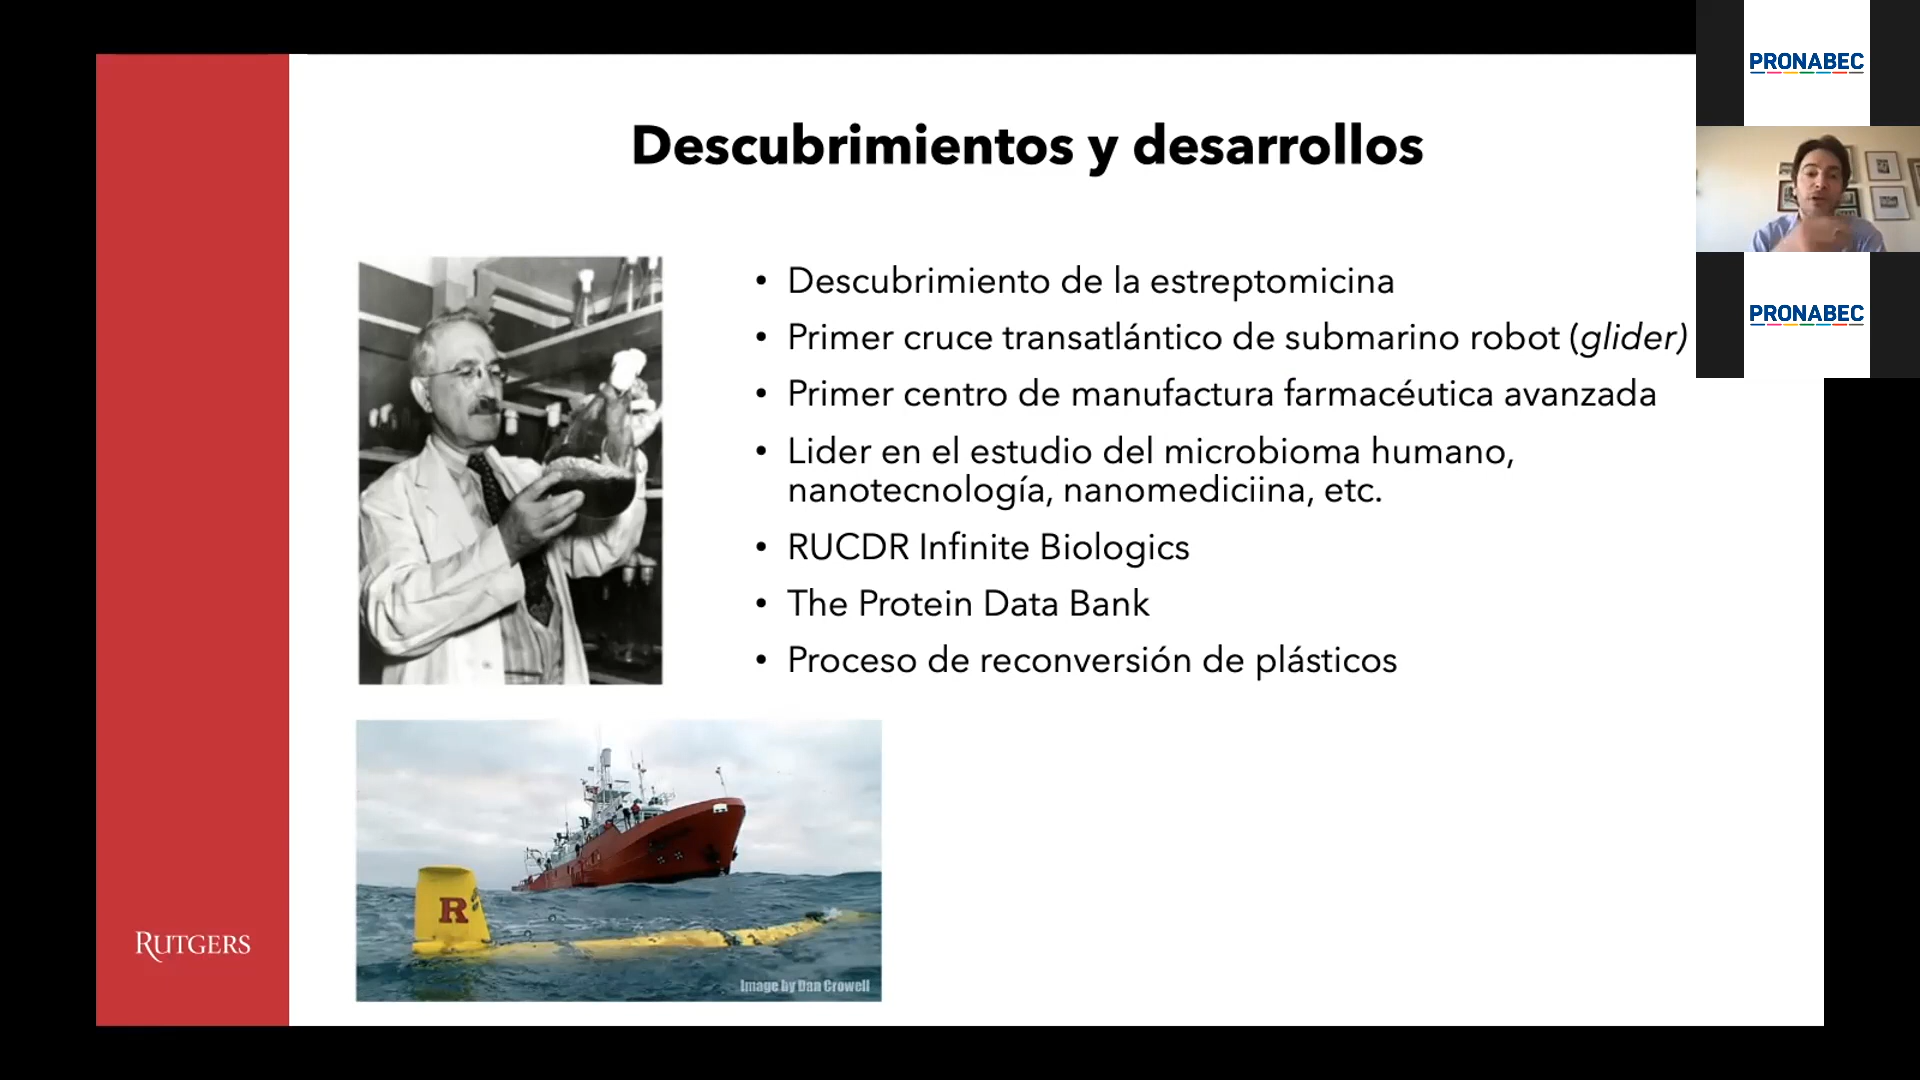 PRONABEC
Descubrimientos y desarrollos
• Descubrimiento de la estreptomicina
• Primer cruce transatlántico de submarino robot (glider)
• Primer centro de manufactura farmacéutica avanzada
• Lider en el estudio del microbioma humano,
nanotecnología, nanomediciina, etc.
• RUCDR Infinite Biologics
• The Protein Data Bank
• Proceso de reconversión de plásticos
PRONABEC
R
RUTGERS
Image by Dan Crowell